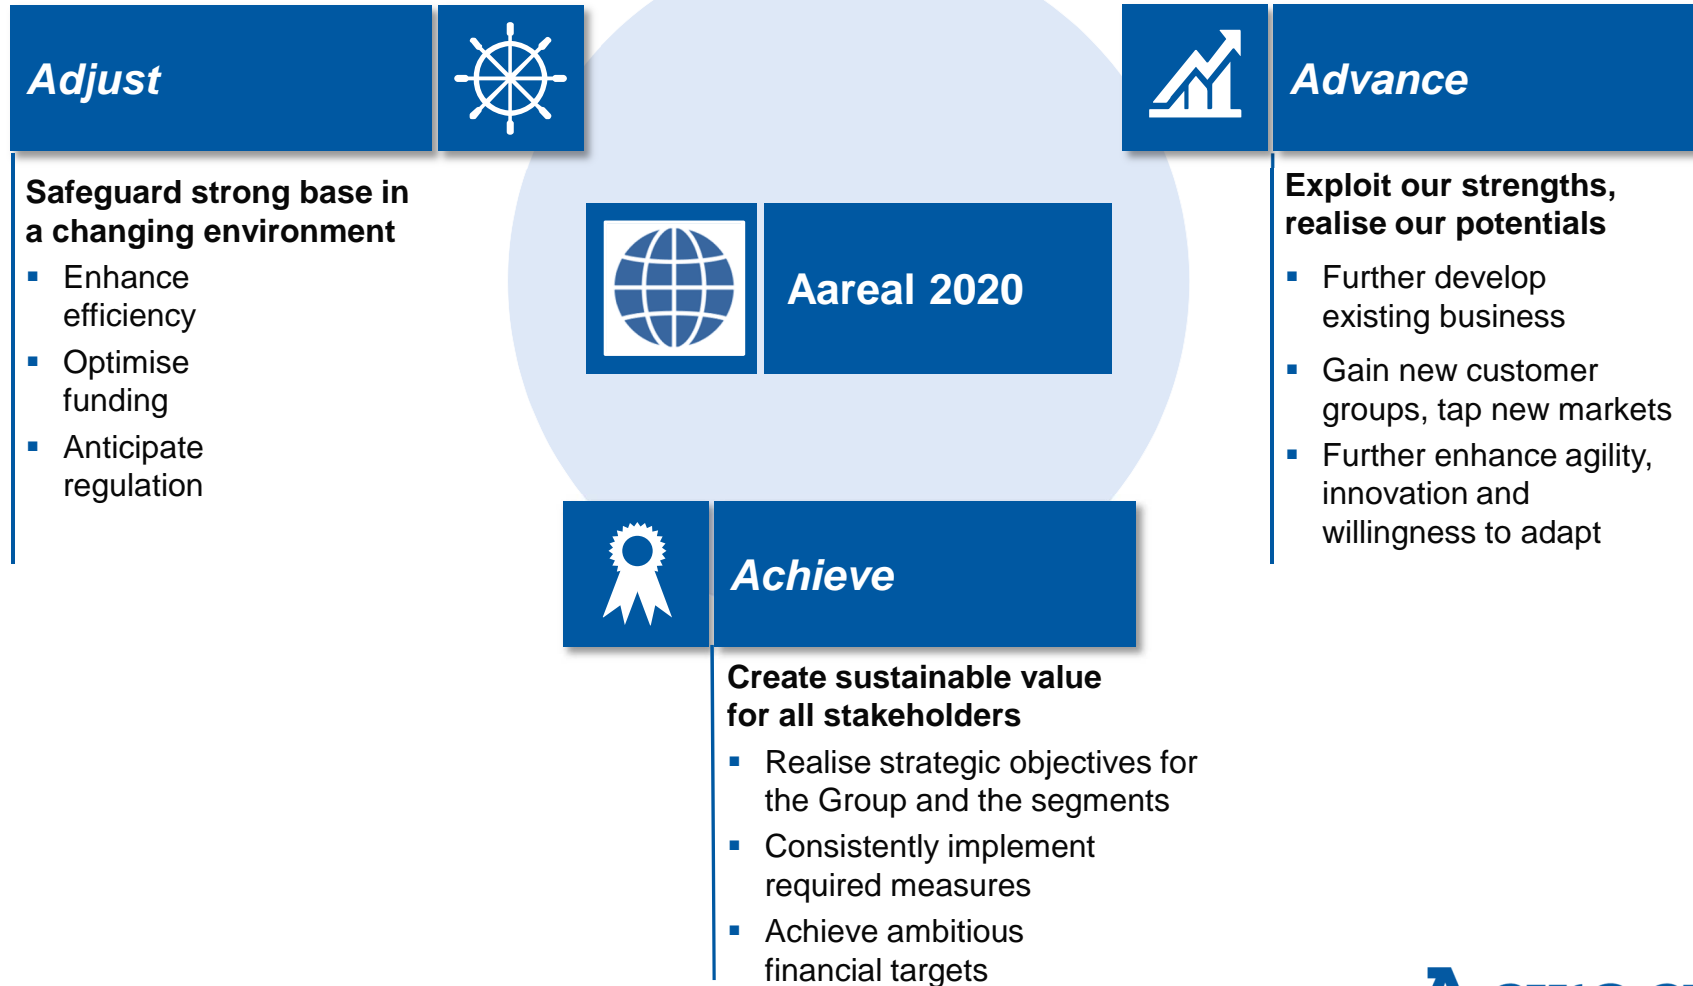 Adjust
Safeguard strong base in
a changing environment
▪ Enhance
efficiency
▪ Optimise
funding
▪ Anticipate
regulation
Aareal 2020
Advance
Exploit our strengths,
realise our potentials
▪ Further develop
existing business
▪ Gain new customer
groups, tap new markets
▪ Further enhance agility,
innovation and
willingness to adapt
Achieve
Create sustainable value
for all stakeholders
▪ Realise strategic objectives for
the Group and the segments
▪ Consistently implement
required measures
▪ Achieve ambitious
financial targets